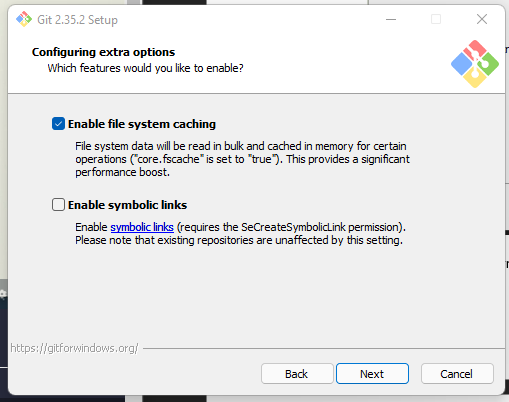 Git 2.35.2 Setup
Configuring extra options
Which features would you like to enable?
Enable file system caching
File system data will be read in bulk and cached in memory for certain
operations ("core.fscache" is set to "true"). This provides a significant
performance boost.
Enable symbolic links
Enable symbolic links (requires the SeCreateSymbolicLink permission).
Please note that existing repositories are unaffected by this setting.
https://gitforwindows.org/
Back Next Cancel